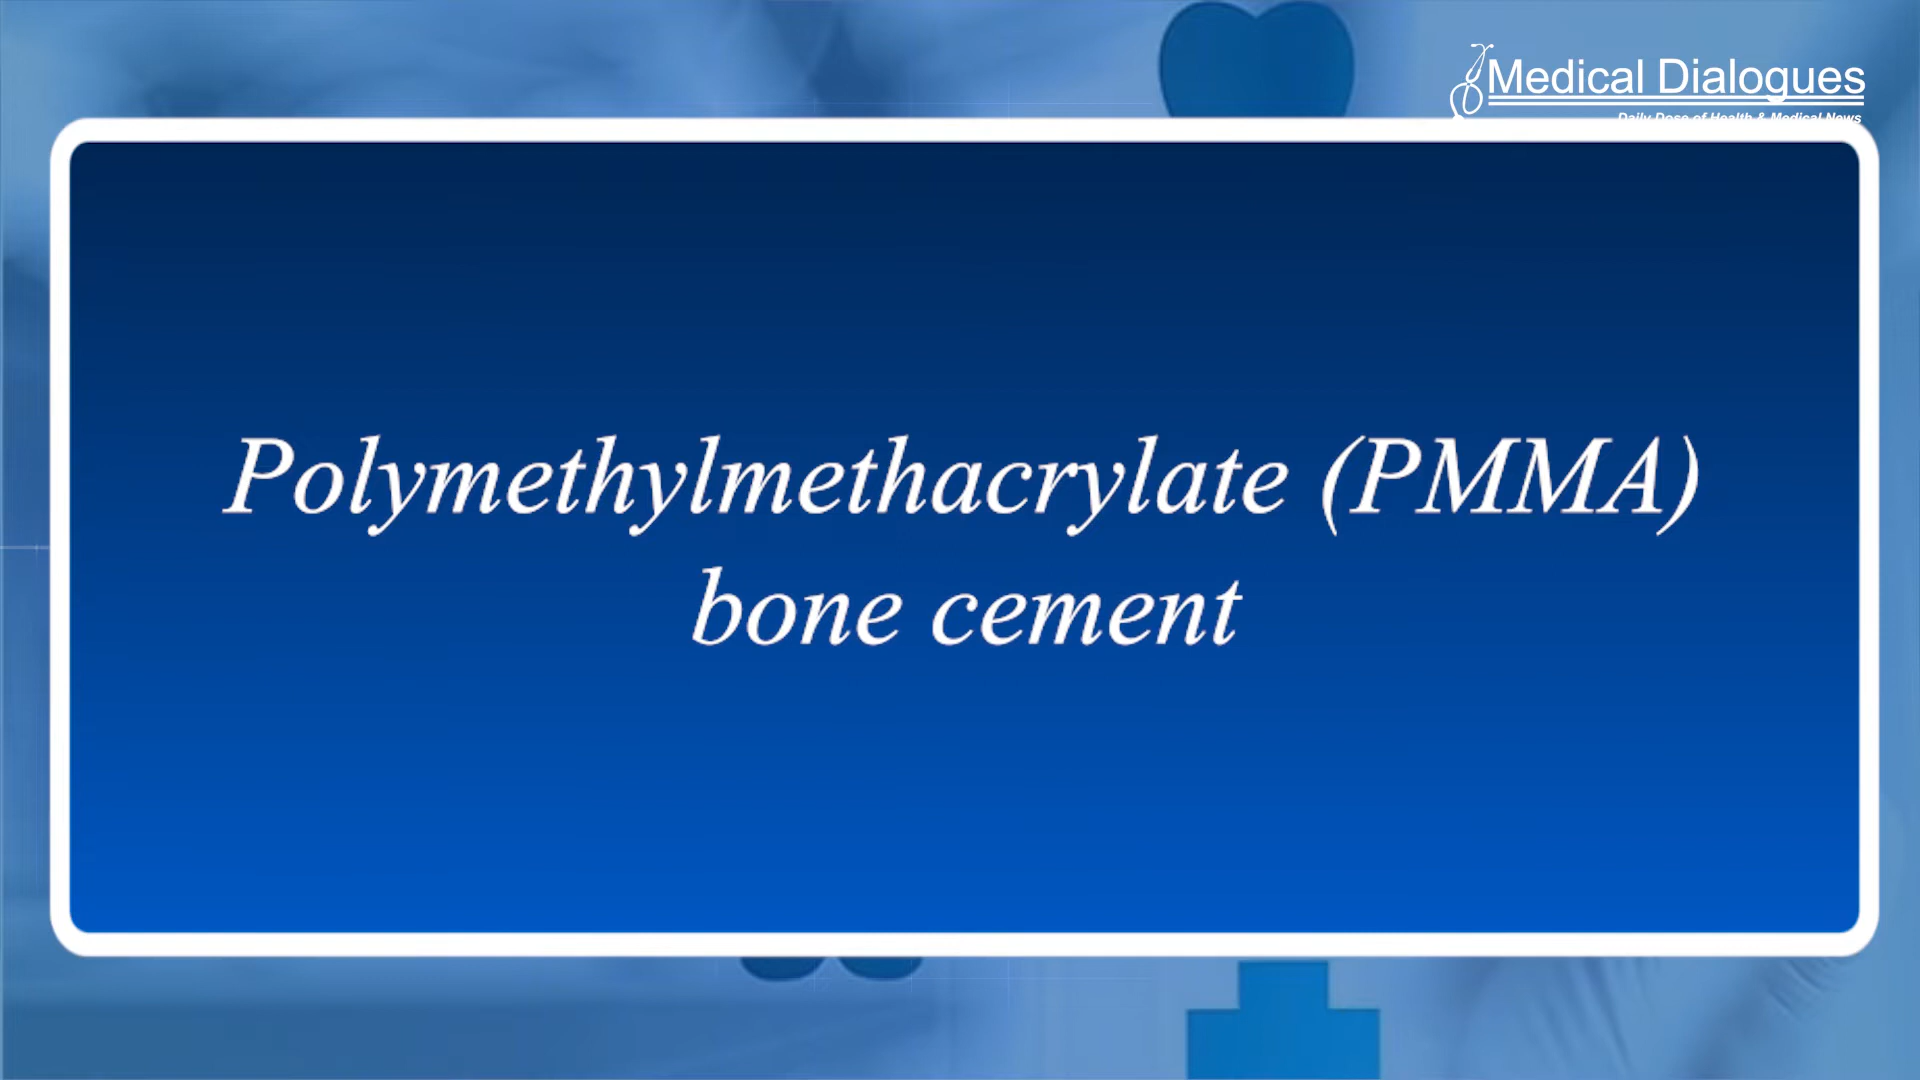 Medical Dialogues
Daily Dose of Health & Medical News
Polymethylmethacrylate (PMMA)
bone cement